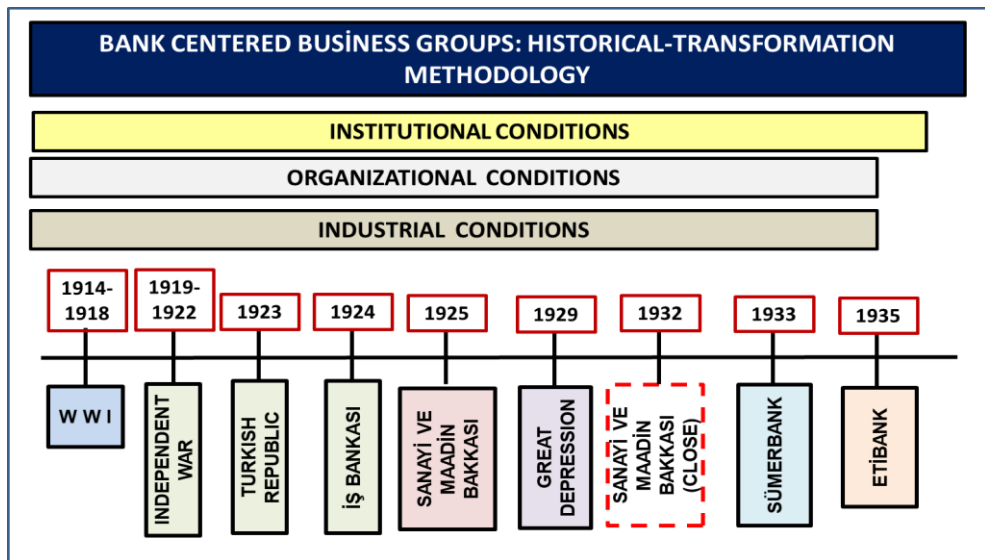 BANK CENTERED BUSİNESS GROUPS: HISTORICAL-TRANSFORMATION
METHODOLOGY
INSTITUTIONAL CONDITIONS
ORGANIZATIONAL CONDITIONS
INDUSTRIAL CONDITIONS
1914-
1918
1919-
1922
1923
1924
1925
1929
1932
1933
1935
W W I
INDEPENDENT
WAR
TURKISH
REPUBLIC
İŞ BANKASI
SANAYİ VE
MAADİN
BAKKASI
GREAT
DEPRESSION
SANAYİ VE
MAADİN
BAKKASI
(CLOSE)
SÜMERBANK
ETİBANK